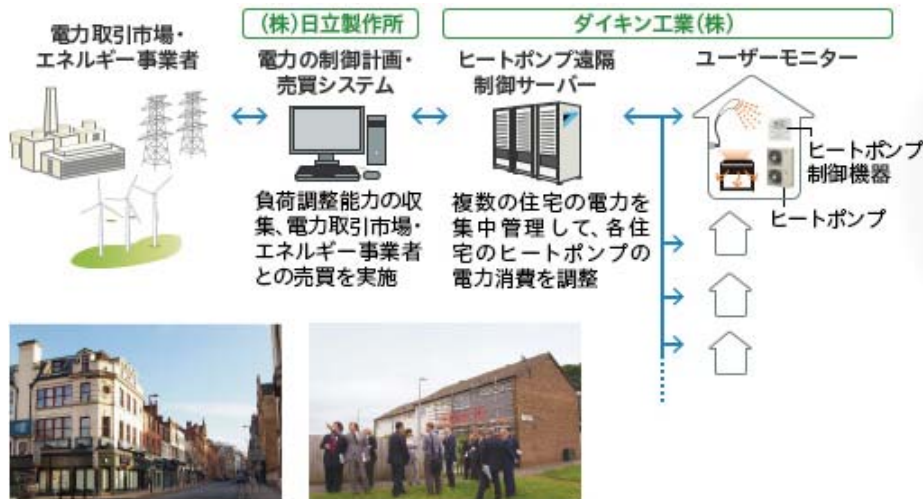 電力取引市場・
エネルギー事業者
(株)日立製作所
電力の制御計画・
売買システム
負荷調整能力の収
集、電力取引市場・
エネルギー事業者
との売買を実施
ダイキン工業(株)
ヒートポンプ遠隔
制御サーバー
複数の住宅の電力を
集中管理して、各住
宅のヒートポンプの
電力消費を調整
ユーザーモニター
ヒートポンプ
制御機器
ヒートポンプ